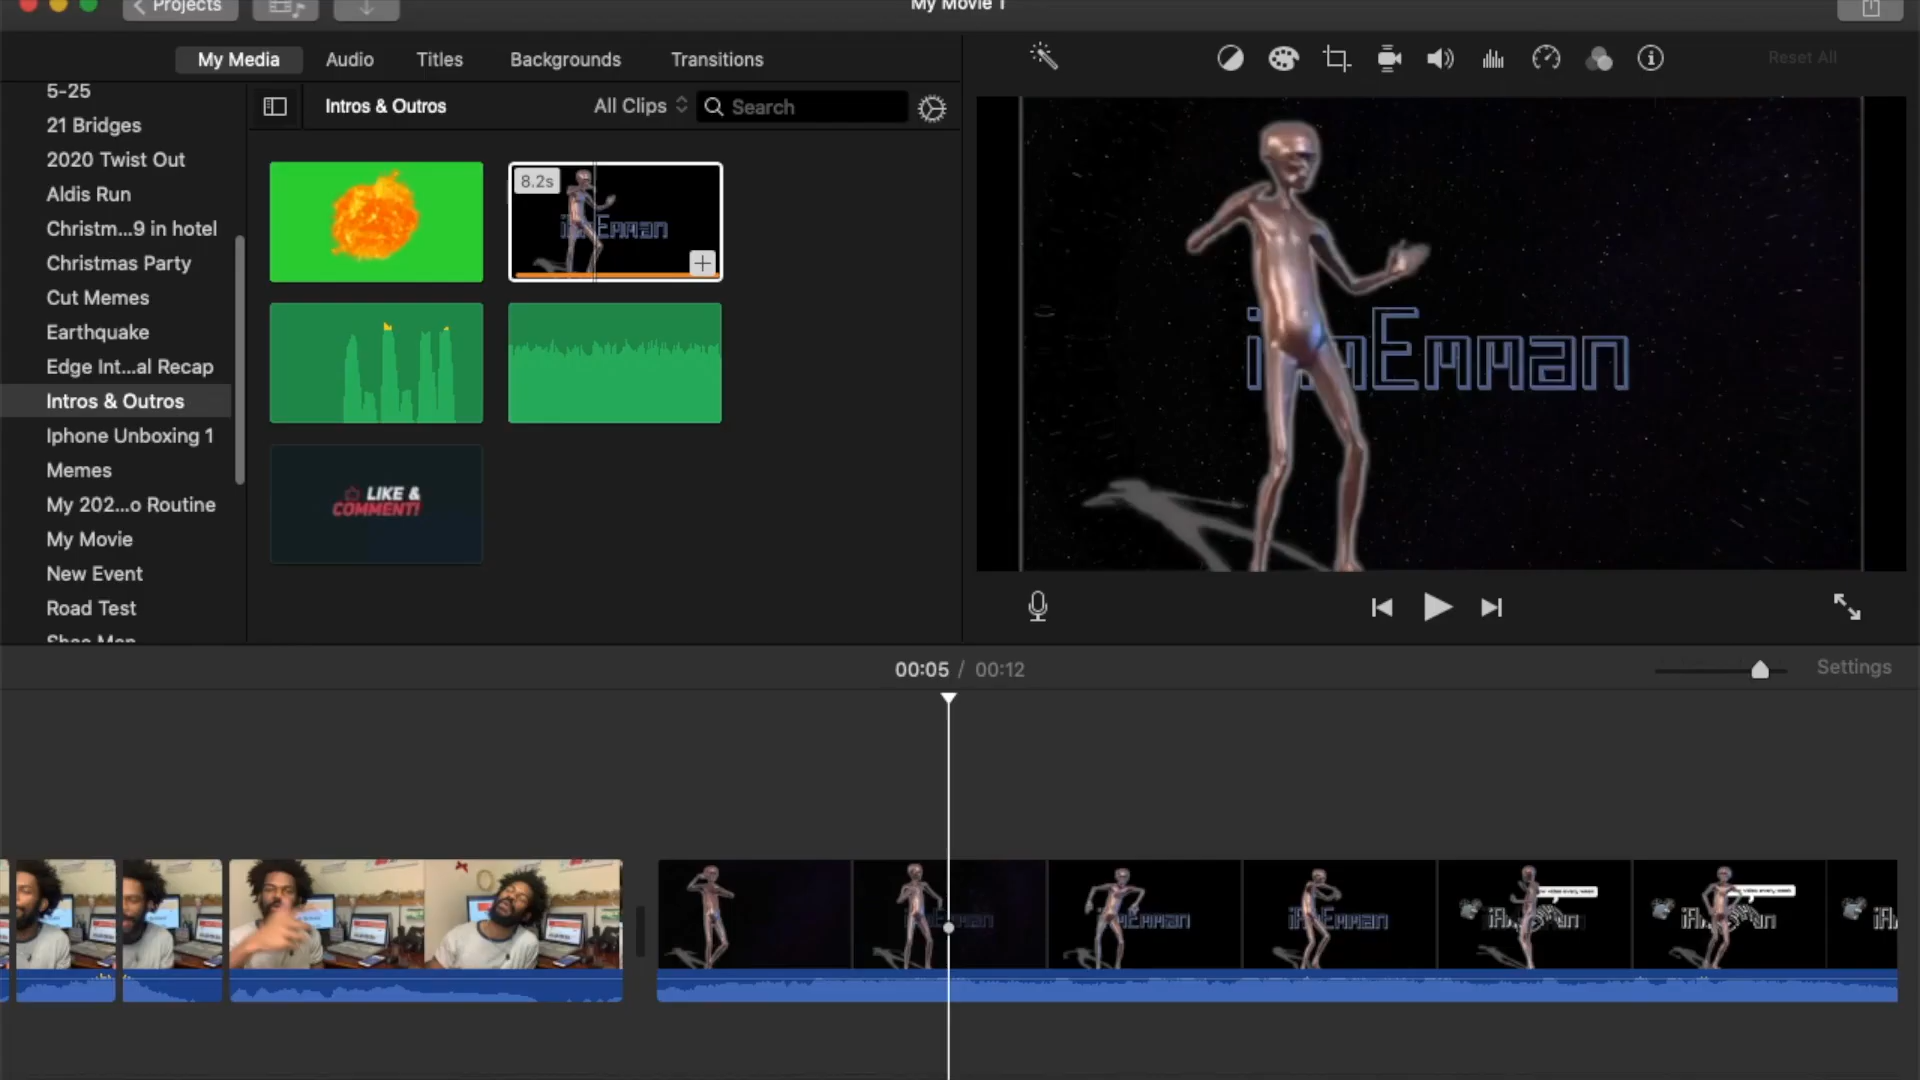 Projects
My Movie 1
My Media
Audio
Titles
Backgrounds
Transitions
Reset All
5-25
21 Bridges
2020 Twist Out
Aldis Run
Christm...9 in hotel
Christmas Party
Cut Memes
Earthquake
Edge Int...al Recap
Intros & Outros
Iphone Unboxing 1
Memes
My 202...o Routine
My Movie
New Event
Road Test
Intros & Outros
All Clips
Search
8.2s
LIKE &
COMMENT!
00:05 / 00:12
Settings